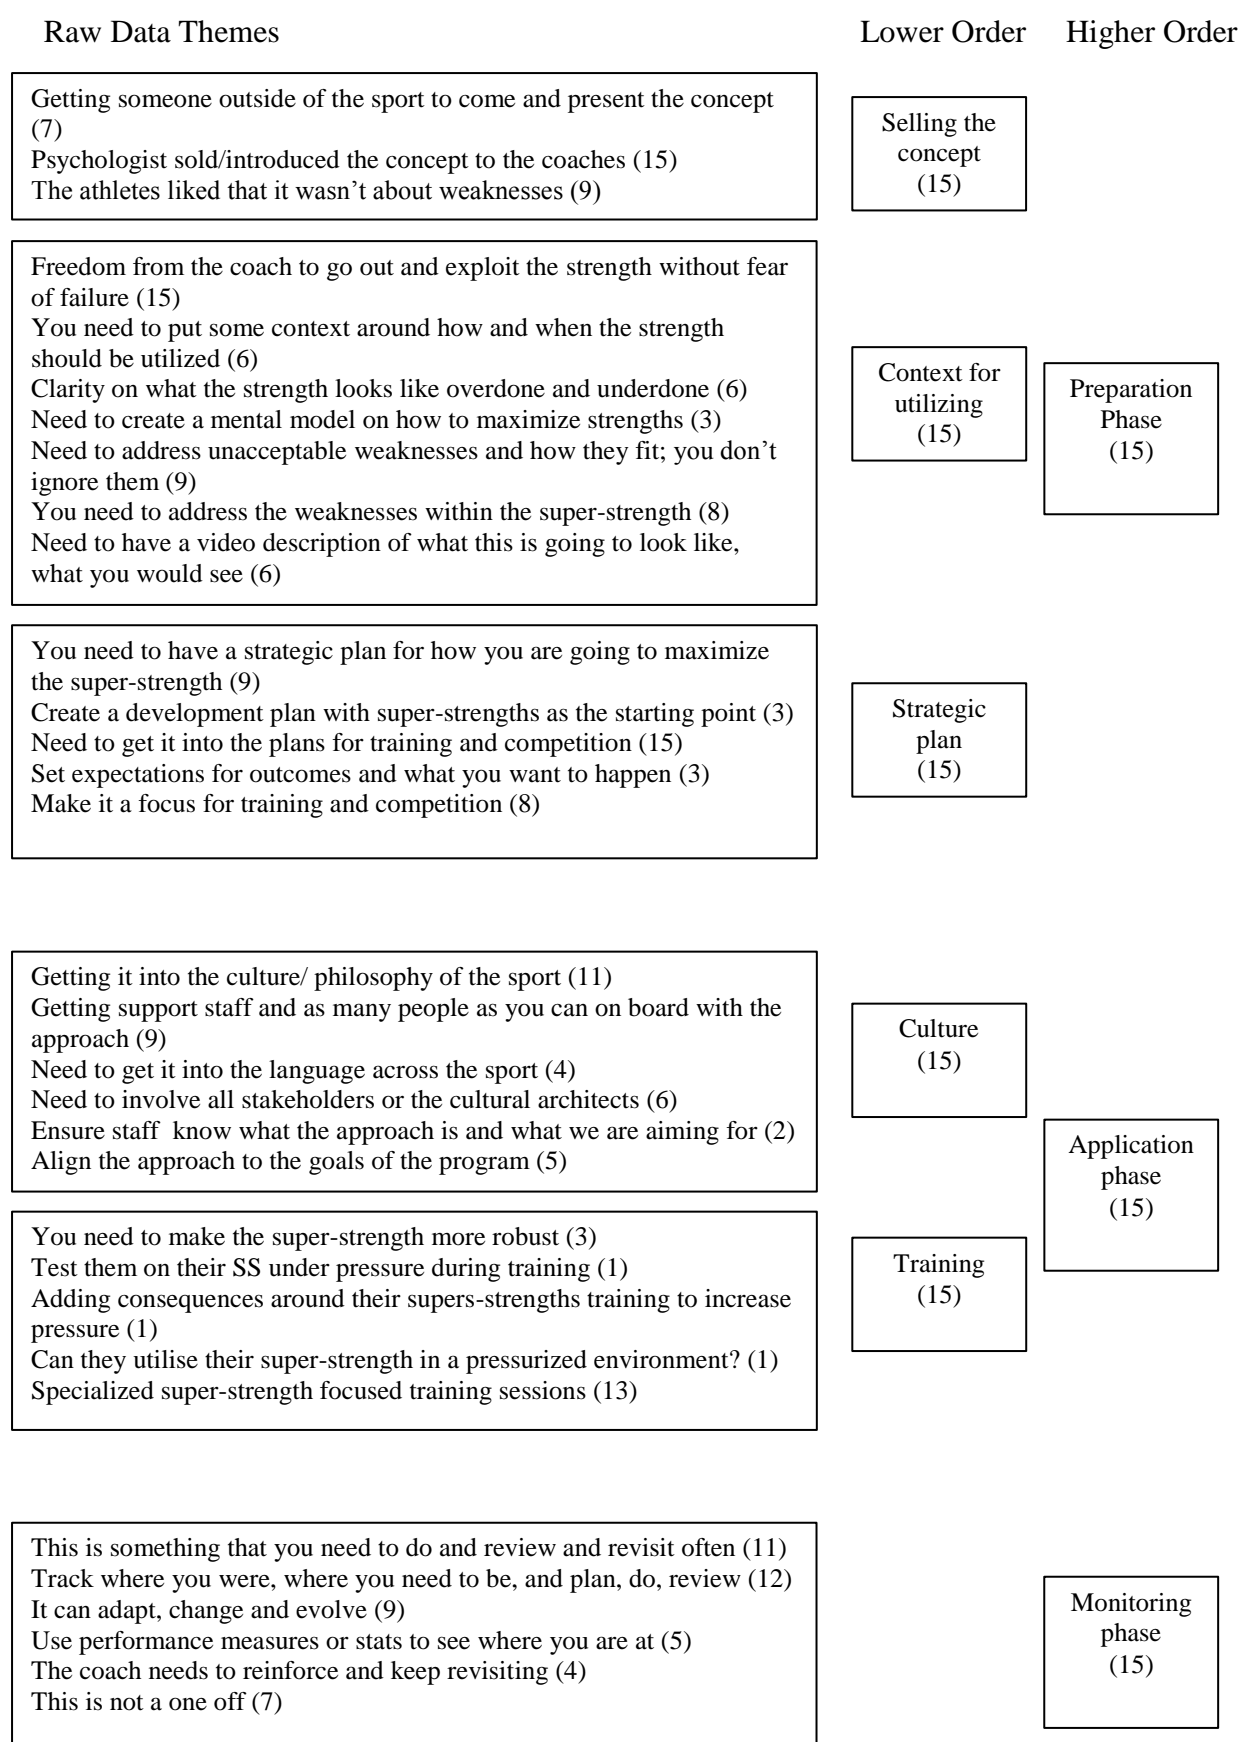 Raw Data Themes
Lower Order
Higher Order
Getting someone outside of the sport to come and present the concept
(7)
Psychologist sold/introduced the concept to the coaches (15)
The athletes liked that it wasn’t about weaknesses (9)
Selling the
concept
(15)
Freedom from the coach to go out and exploit the strength without fear
of failure (15)
You need to put some context around how and when the strength
should be utilized (6)
Clarity on what the strength looks like overdone and underdone (6)
Need to create a mental model on how to maximize strengths (3)
Need to address unacceptable weaknesses and how they fit; you don’t
ignore them (9)
You need to address the weaknesses within the super-strength (8)
Need to have a video description of what this is going to look like,
what you would see (6)
Context for
utilizing
(15)
Preparation
Phase
(15)
You need to have a strategic plan for how you are going to maximize
the super-strength (9)
Create a development plan with super-strengths as the starting point (3)
Need to get it into the plans for training and competition (15)
Set expectations for outcomes and what you want to happen (3)
Make it a focus for training and competition (8)
Strategic
plan
(15)
Getting it into the culture/ philosophy of the sport (11)
Getting support staff and as many people as you can on board with the
approach (9)
Need to get it into the language across the sport (4)
Need to involve all stakeholders or the cultural architects (6)
Ensure staff  know what the approach is and what we are aiming for (2)
Align the approach to the goals of the program (5)
Culture
(15)
Application
phase
(15)
You need to make the super-strength more robust (3)
Test them on their SS under pressure during training (1)
Adding consequences around their supers-strengths training to increase
pressure (1)
Can they utilise their super-strength in a pressurized environment? (1)
Specialized super-strength focused training sessions (13)
Training
(15)
This is something that you need to do and review and revisit often (11)
Track where you were, where you need to be, and plan, do, review (12)
It can adapt, change and evolve (9)
Use performance measures or stats to see where you are at (5)
The coach needs to reinforce and keep revisiting (4)
This is not a one off (7)
Monitoring
phase
(15)